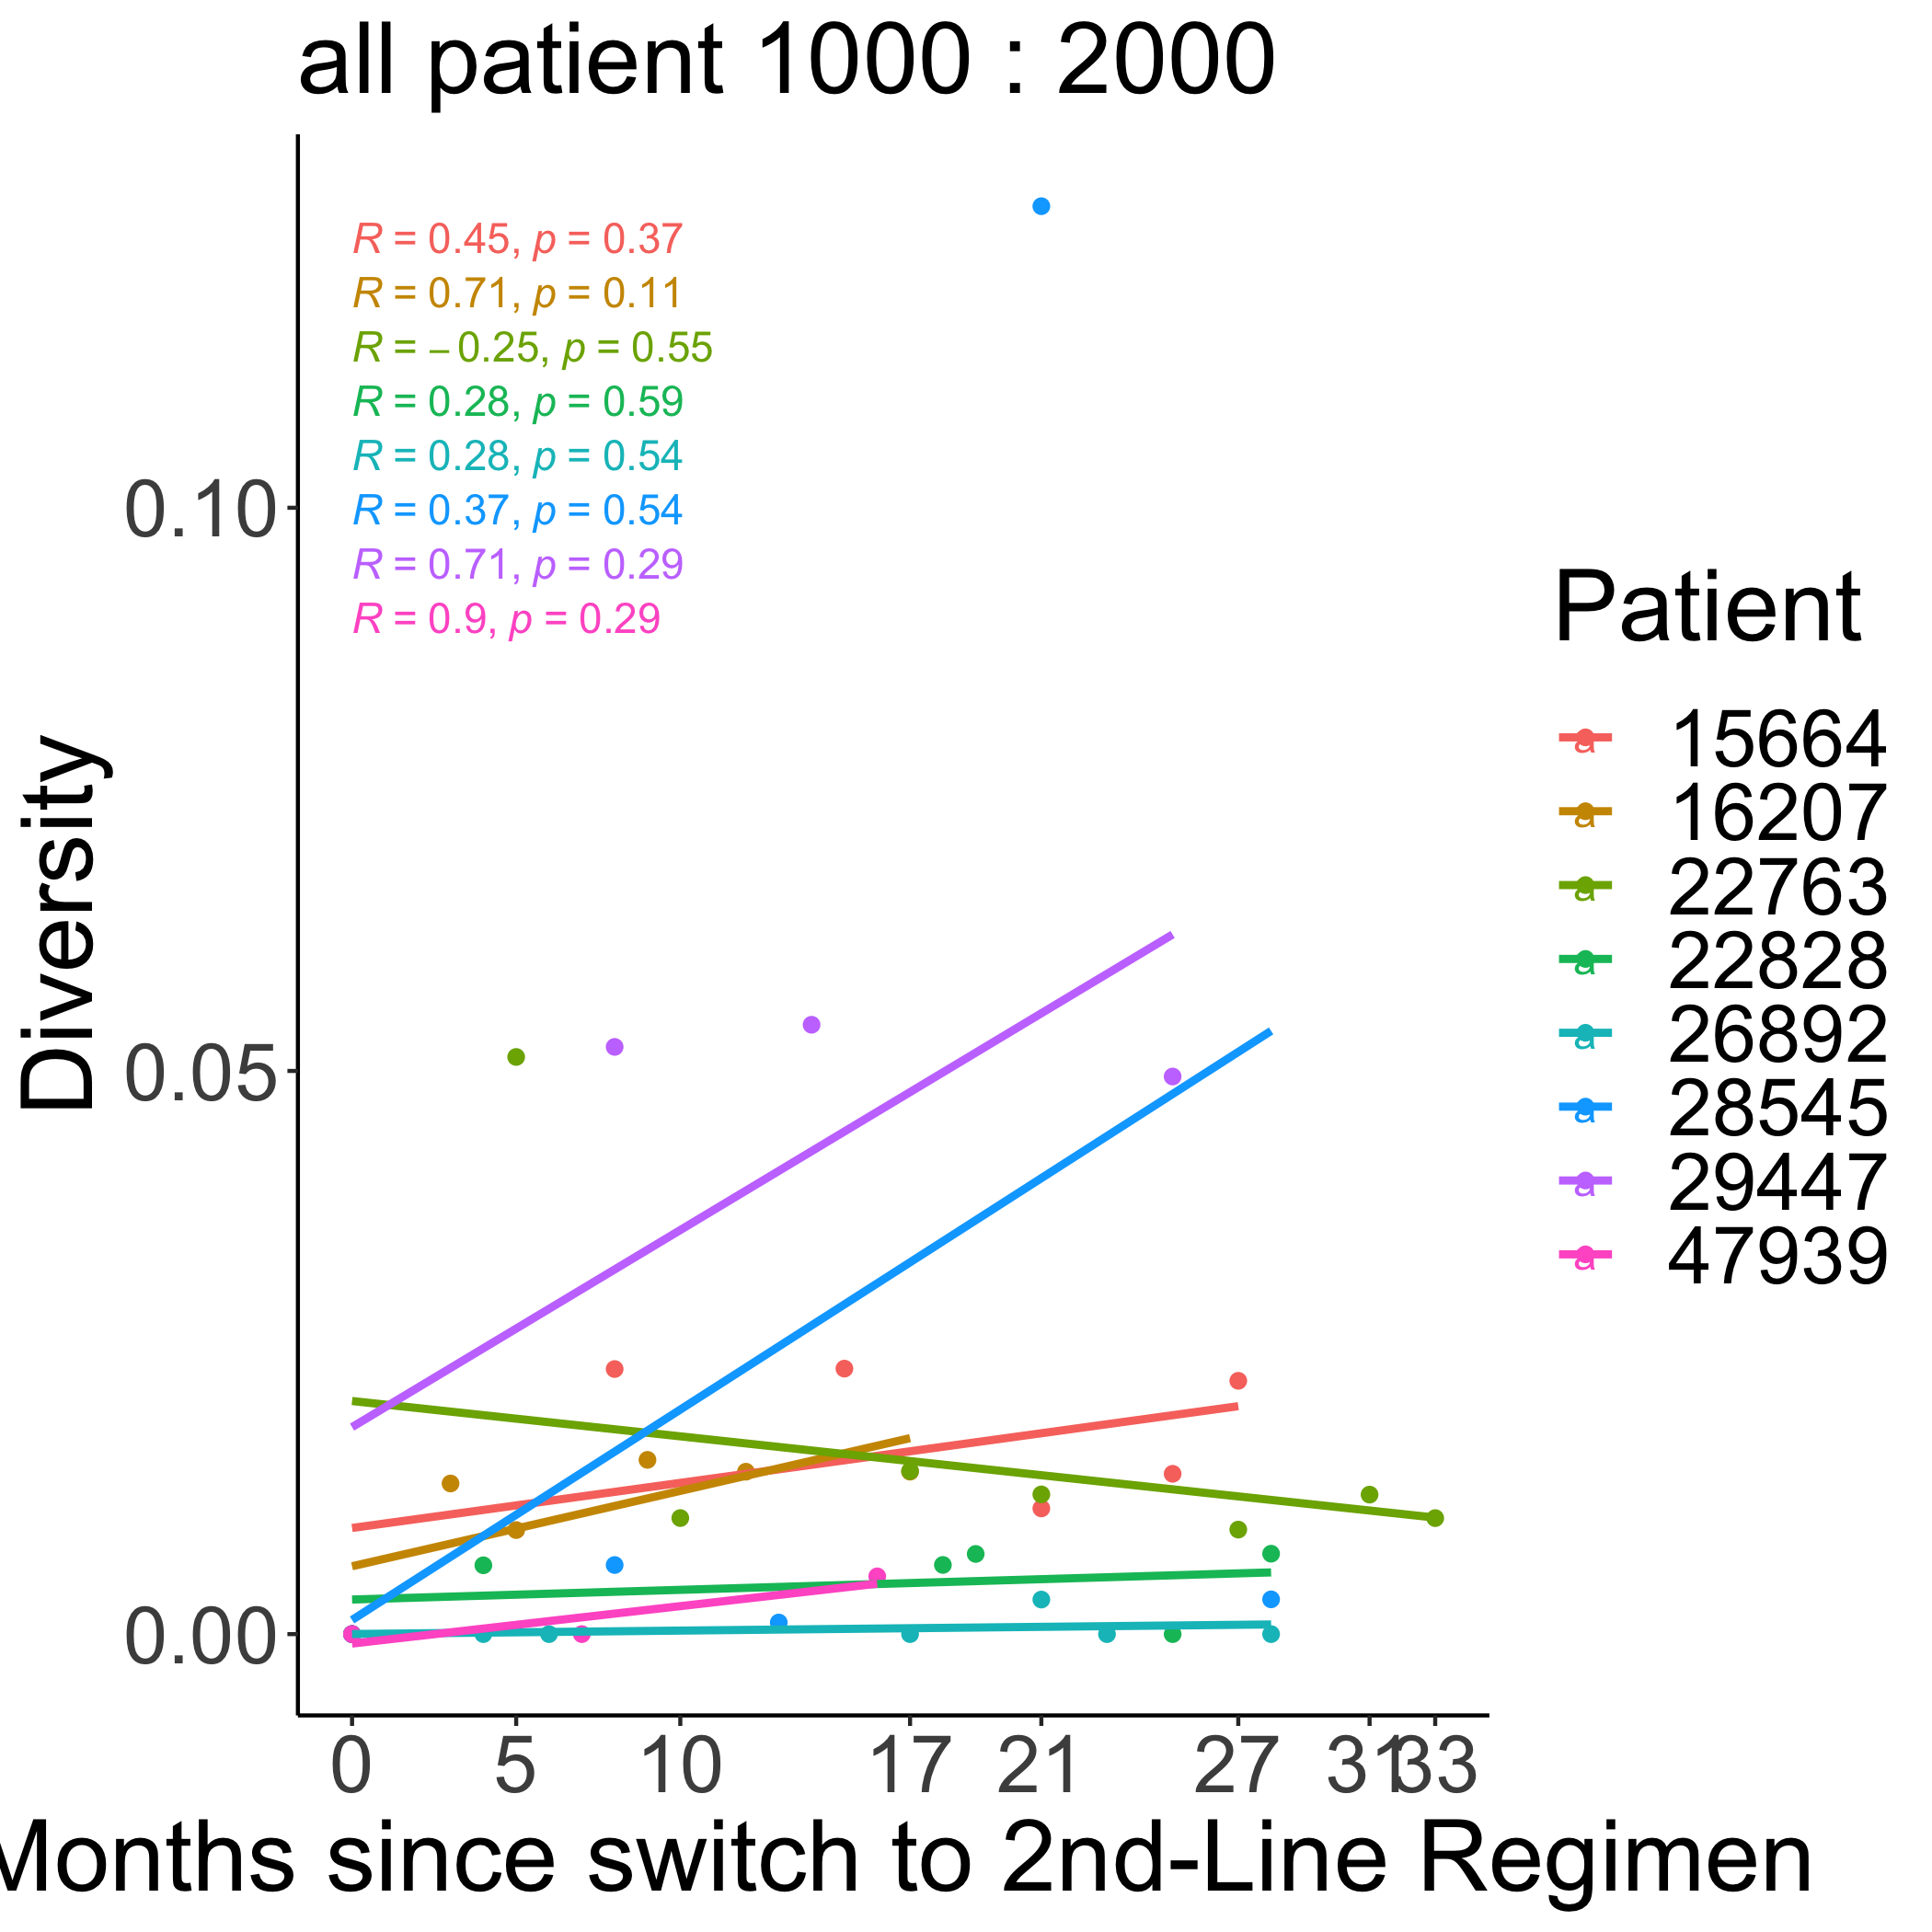 all patient 1000 : 2000
R = 0.45, p = 0.37
R = 0.71, p = 0.11
R = – 0.25, p = 0.55
R = 0.28, p = 0.59
R = 0.28, p = 0.54
R = 0.37, p = 0.54
R = 0.71, p = 0.29
R = 0.9, p = 0.29
0.10
0.05
0.00
Diversity
0 5 10 17 21 27 31 33
Months since switch to 2nd-Line Regimen
Patient
a 15664
a 16207
a 22763
a 22828
a 26892
a 28545
a 29447
a 47939